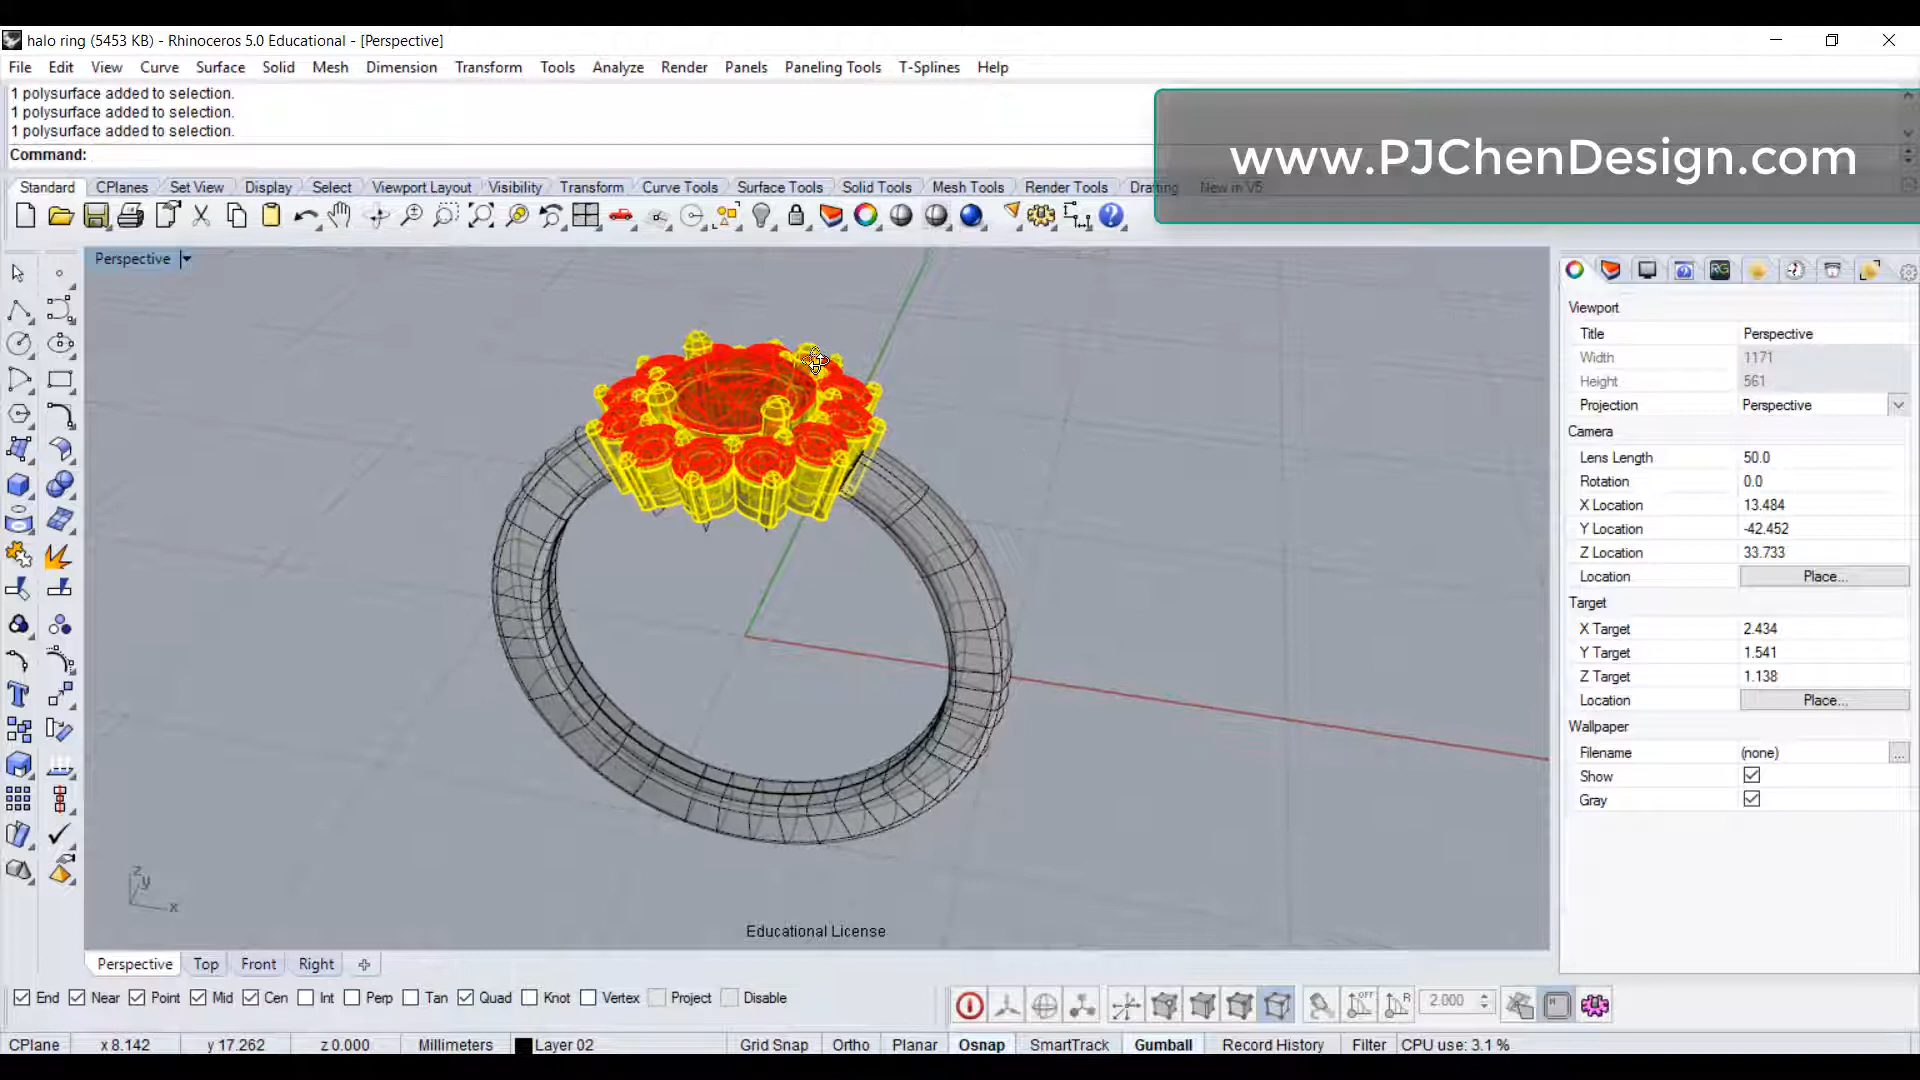 halo ring (5453 KB) - Rhinoceros 5.0 Educational - [Perspective]
File Edit View Curve Surface Solid Mesh Dimension Transform Tools Analyze Render Panels Paneling Tools T-Splines Help
1 polysurface added to selection.
1 polysurface added to selection.
1 polysurface added to selection.
Command:
www.PJChenDesign.com
Standard CPlanes Set View Display Select Viewport Layout Visibility Transform Curve Tools Surface Tools Solid Tools Mesh Tools Render Tools Drafting New in V5
Perspective
Viewport
Title Perspective
Width 1171
Height 561
Projection Perspective
Camera
Lens Length 50.0
Rotation 0.0
X Location 13.484
Y Location -42.452
Z Location 33.733
Location Place...
Target
X Target 2.434
Y Target 1.541
Z Target 1.138
Location Place...
Wallpaper
Filename (none) ...
Show
Gray
z
y
x
Educational License
Perspective Top Front Right
End Near Point Mid Cen Int Perp Tan Quad Knot Vertex Project Disable
OFF R 2.000
CPlane x 8.142 y 17.262 z 0.000 Millimeters Layer 02 Grid Snap Ortho Planar Osnap SmartTrack Gumball Record History Filter CPU use: 3.1 %